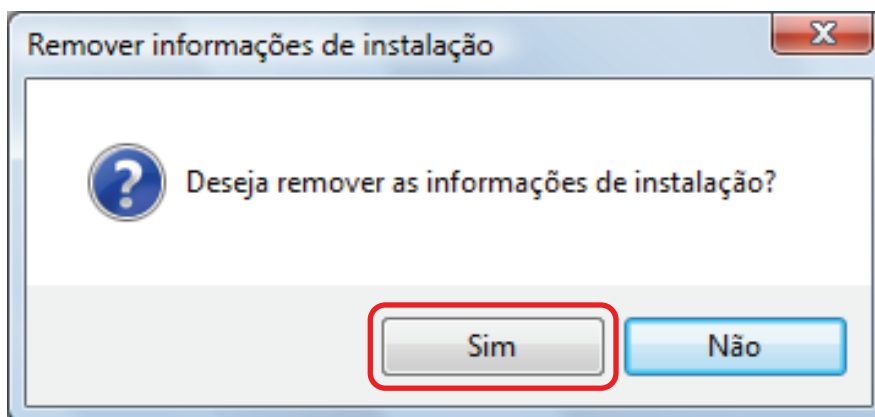 Remover informações de instalação
Deseja remover as informações de instalação?
Sim
Não